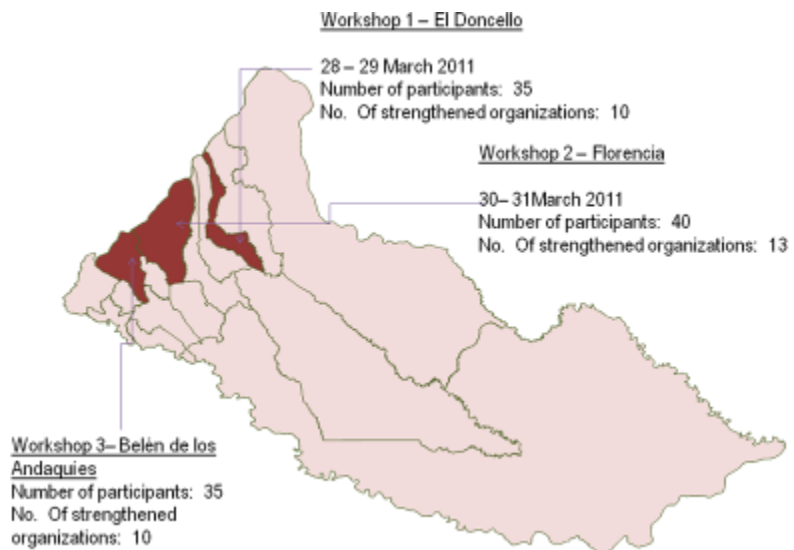 Workshop 1 – El Doncello
28 – 29 March 2011
Number of participants:  35
No.  Of strengthened organizations:  10
Workshop 2 – Florencia
30– 31March 2011
Number of participants:  40
No.  Of strengthened organizations:  13
Workshop 3– Belén de los
Andaquies
Number of participants:  35
No.  Of strengthened
organizations:  10